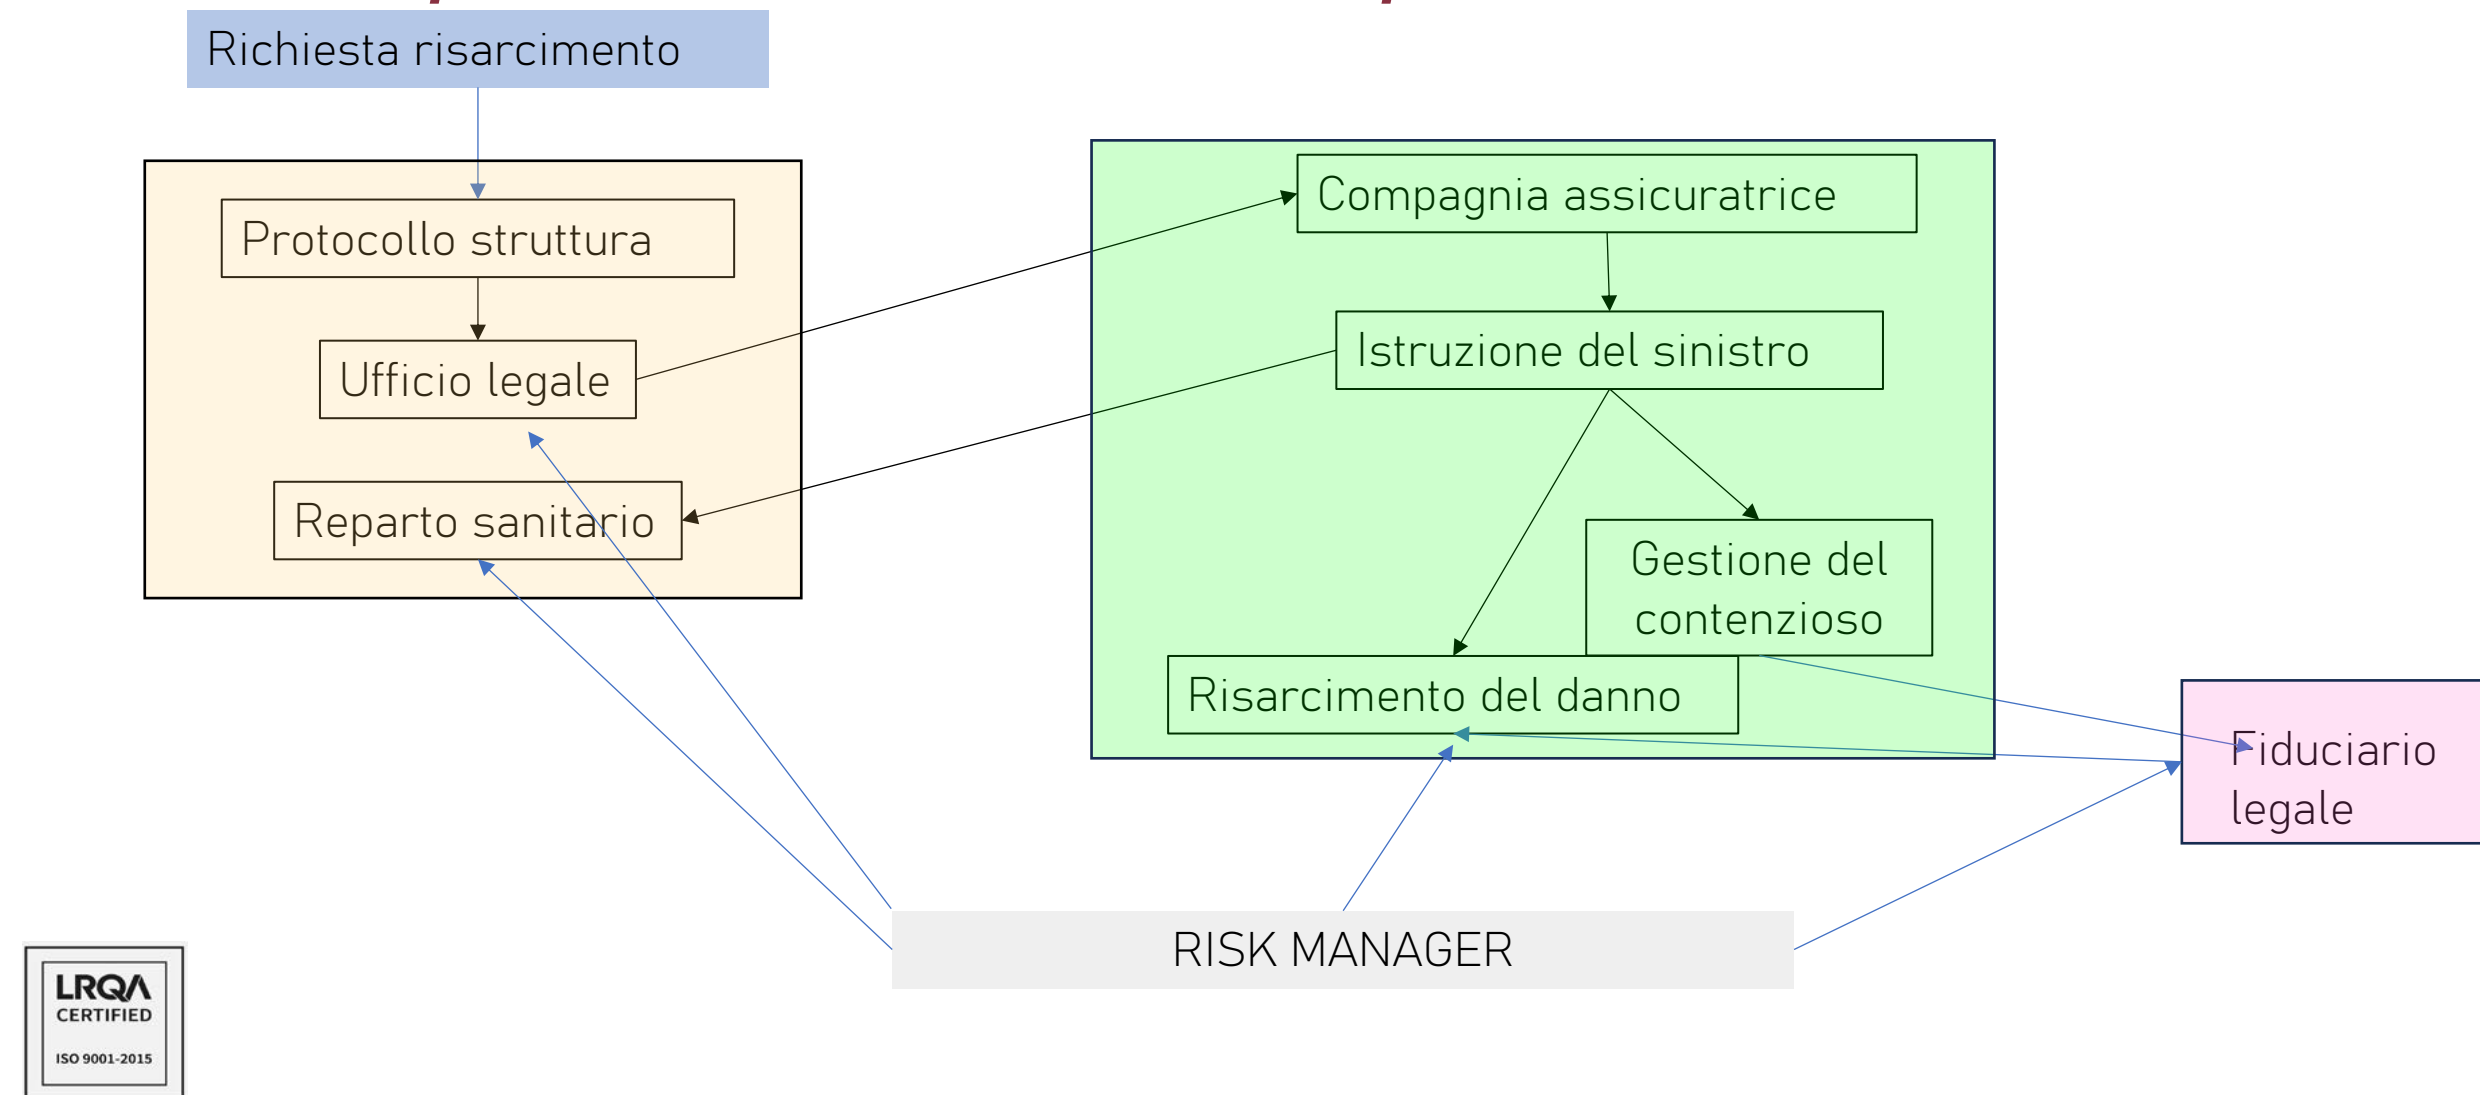 Richiesta risarcimento
Protocollo struttura
Ufficio legale
Reparto sanitario
Compagnia assicuratrice
Istruzione del sinistro
Gestione del
contenzioso
Risarcimento del danno
Fiduciario
legale
RISK MANAGER
LRQA
CERTIFIED
ISO 9001-2015